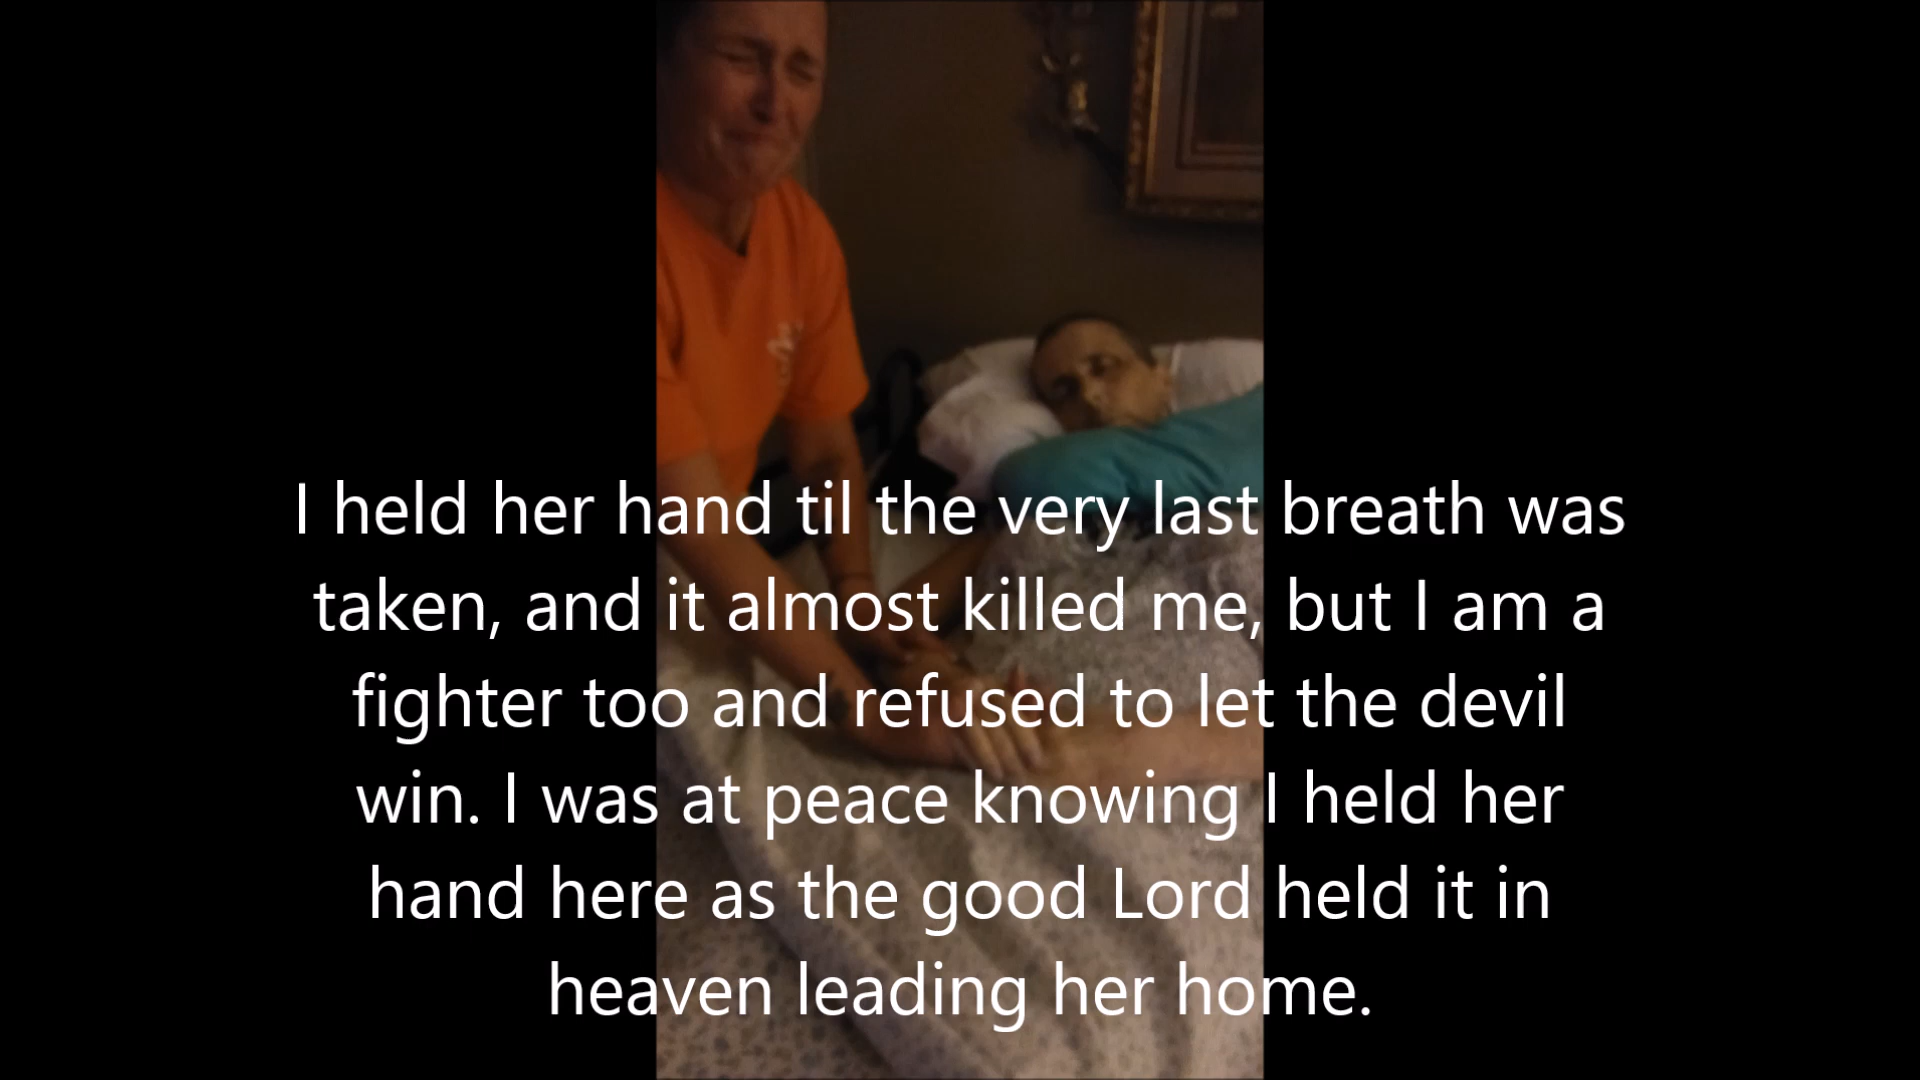 I held her hand til the very last breath was
taken, and it almost killed me, but I am a
fighter too and refused to let the devil
win. I was at peace knowing I held her
hand here as the good Lord held it in
heaven leading her home.